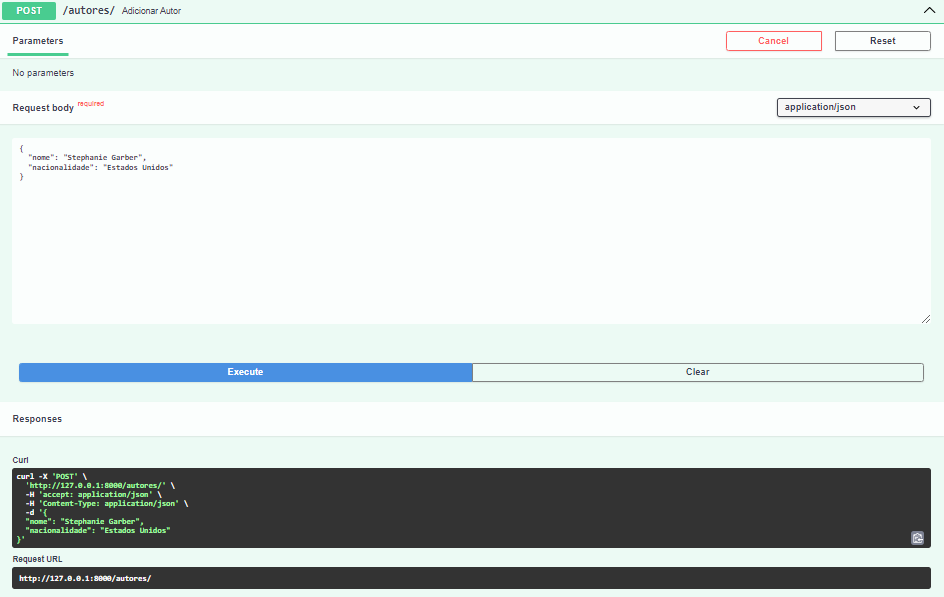 POST /autores/ Adicionar Autor
Parameters
Cancel
Reset
No parameters
Request body required
application/json
{
  "nome": "Stephanie Garber",
  "nacionalidade": "Estados Unidos"
}
Execute
Clear
Responses
Curl
curl -X 'POST' \
  'http://127.0.0.1:8000/autores/' \
  -H 'accept: application/json' \
  -H 'Content-Type: application/json' \
  -d '{
  "nome": "Stephanie Garber",
  "nacionalidade": "Estados Unidos"
}'
Request URL
http://127.0.0.1:8000/autores/